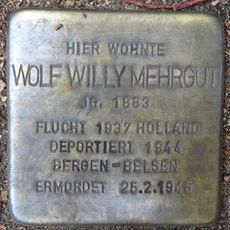 HIER WOHNTE
WOLF WILLY MEHRGUT
JG. 1883
FLUCHT 1937 HOLLAND
DEPORTIERT 1944
BERGEN-BELSEN
ERMORDET 25.2.1945